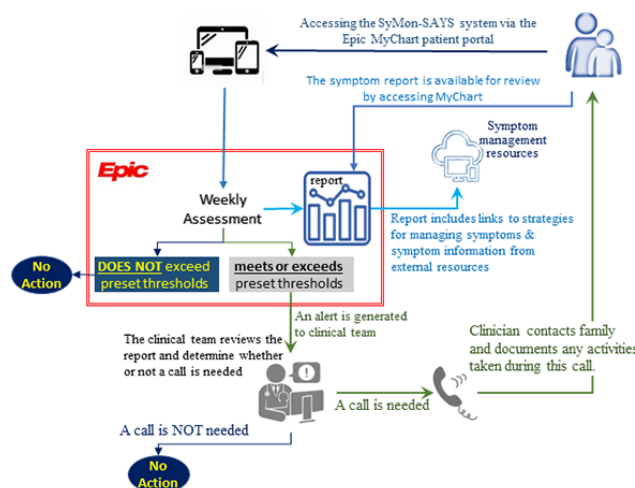 Accessing the SyMon-SAYS system via the
Epic MyChart patient portal
The symptom report is available for review
by accessing MyChart
Symptom
management
resources
Epic
report
Weekly
Assessment
Report includes links to strategies
for managing symptoms &
symptom information from
external resources
No
Action
DOES NOT exceed
preset thresholds
meets or exceeds
preset thresholds
An alert is generated
to clinical team
The clinical team reviews the
report and determine whether
or not a call is needed
Clinician contacts family
and documents any activities
taken during this call.
A call is needed
A call is NOT needed
No
Action